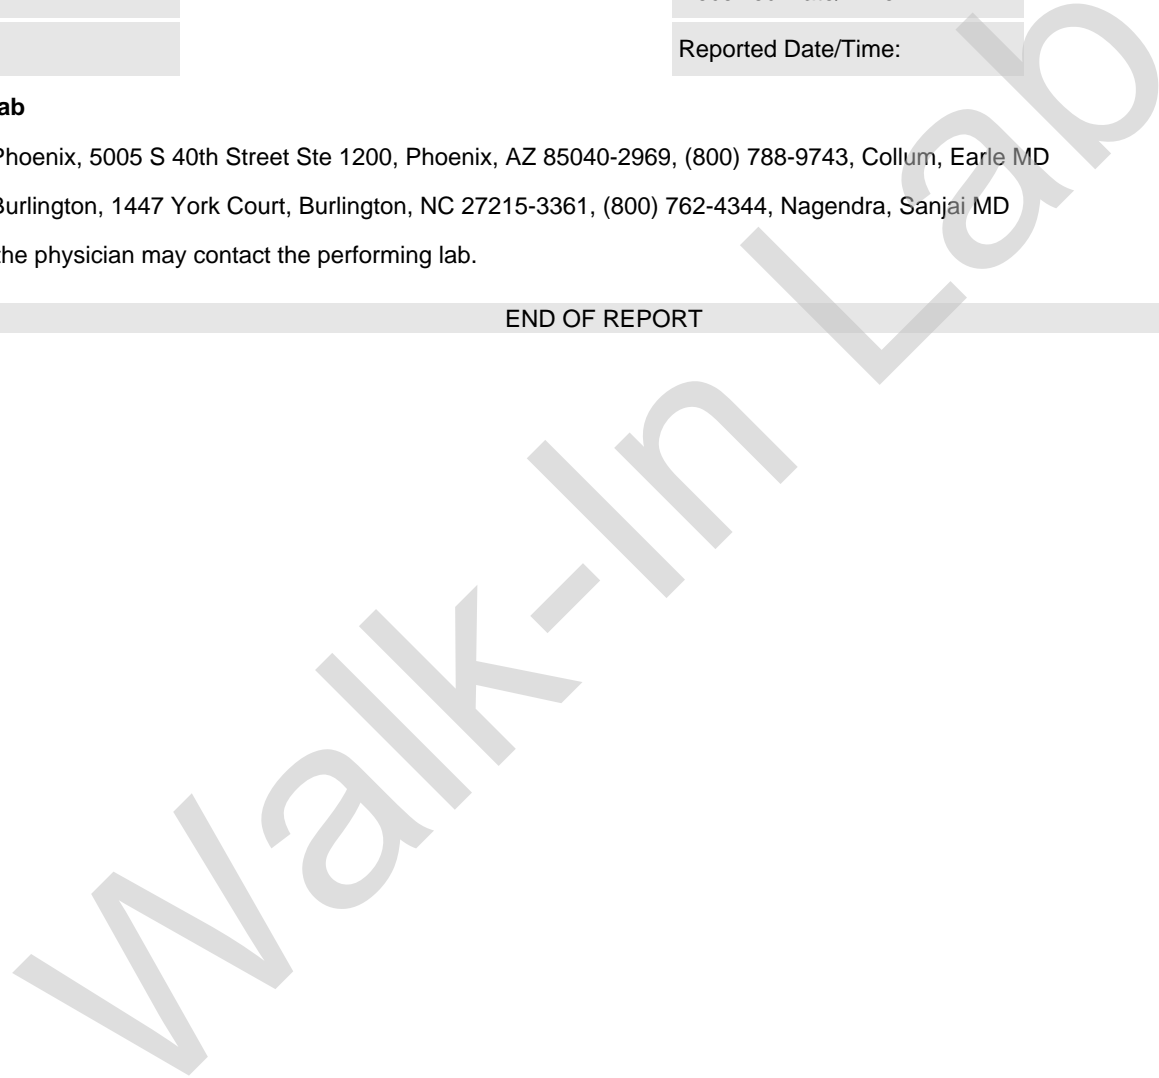 Reported Date/Time:
ab
Phoenix, 5005 S 40th Street Ste 1200, Phoenix, AZ 85040-2969, (800) 788-9743, Collum, Earle MD
Burlington, 1447 York Court, Burlington, NC 27215-3361, (800) 762-4344, Nagendra, Sanjai MD
the physician may contact the performing lab.
END OF REPORT
Walk-In Lab